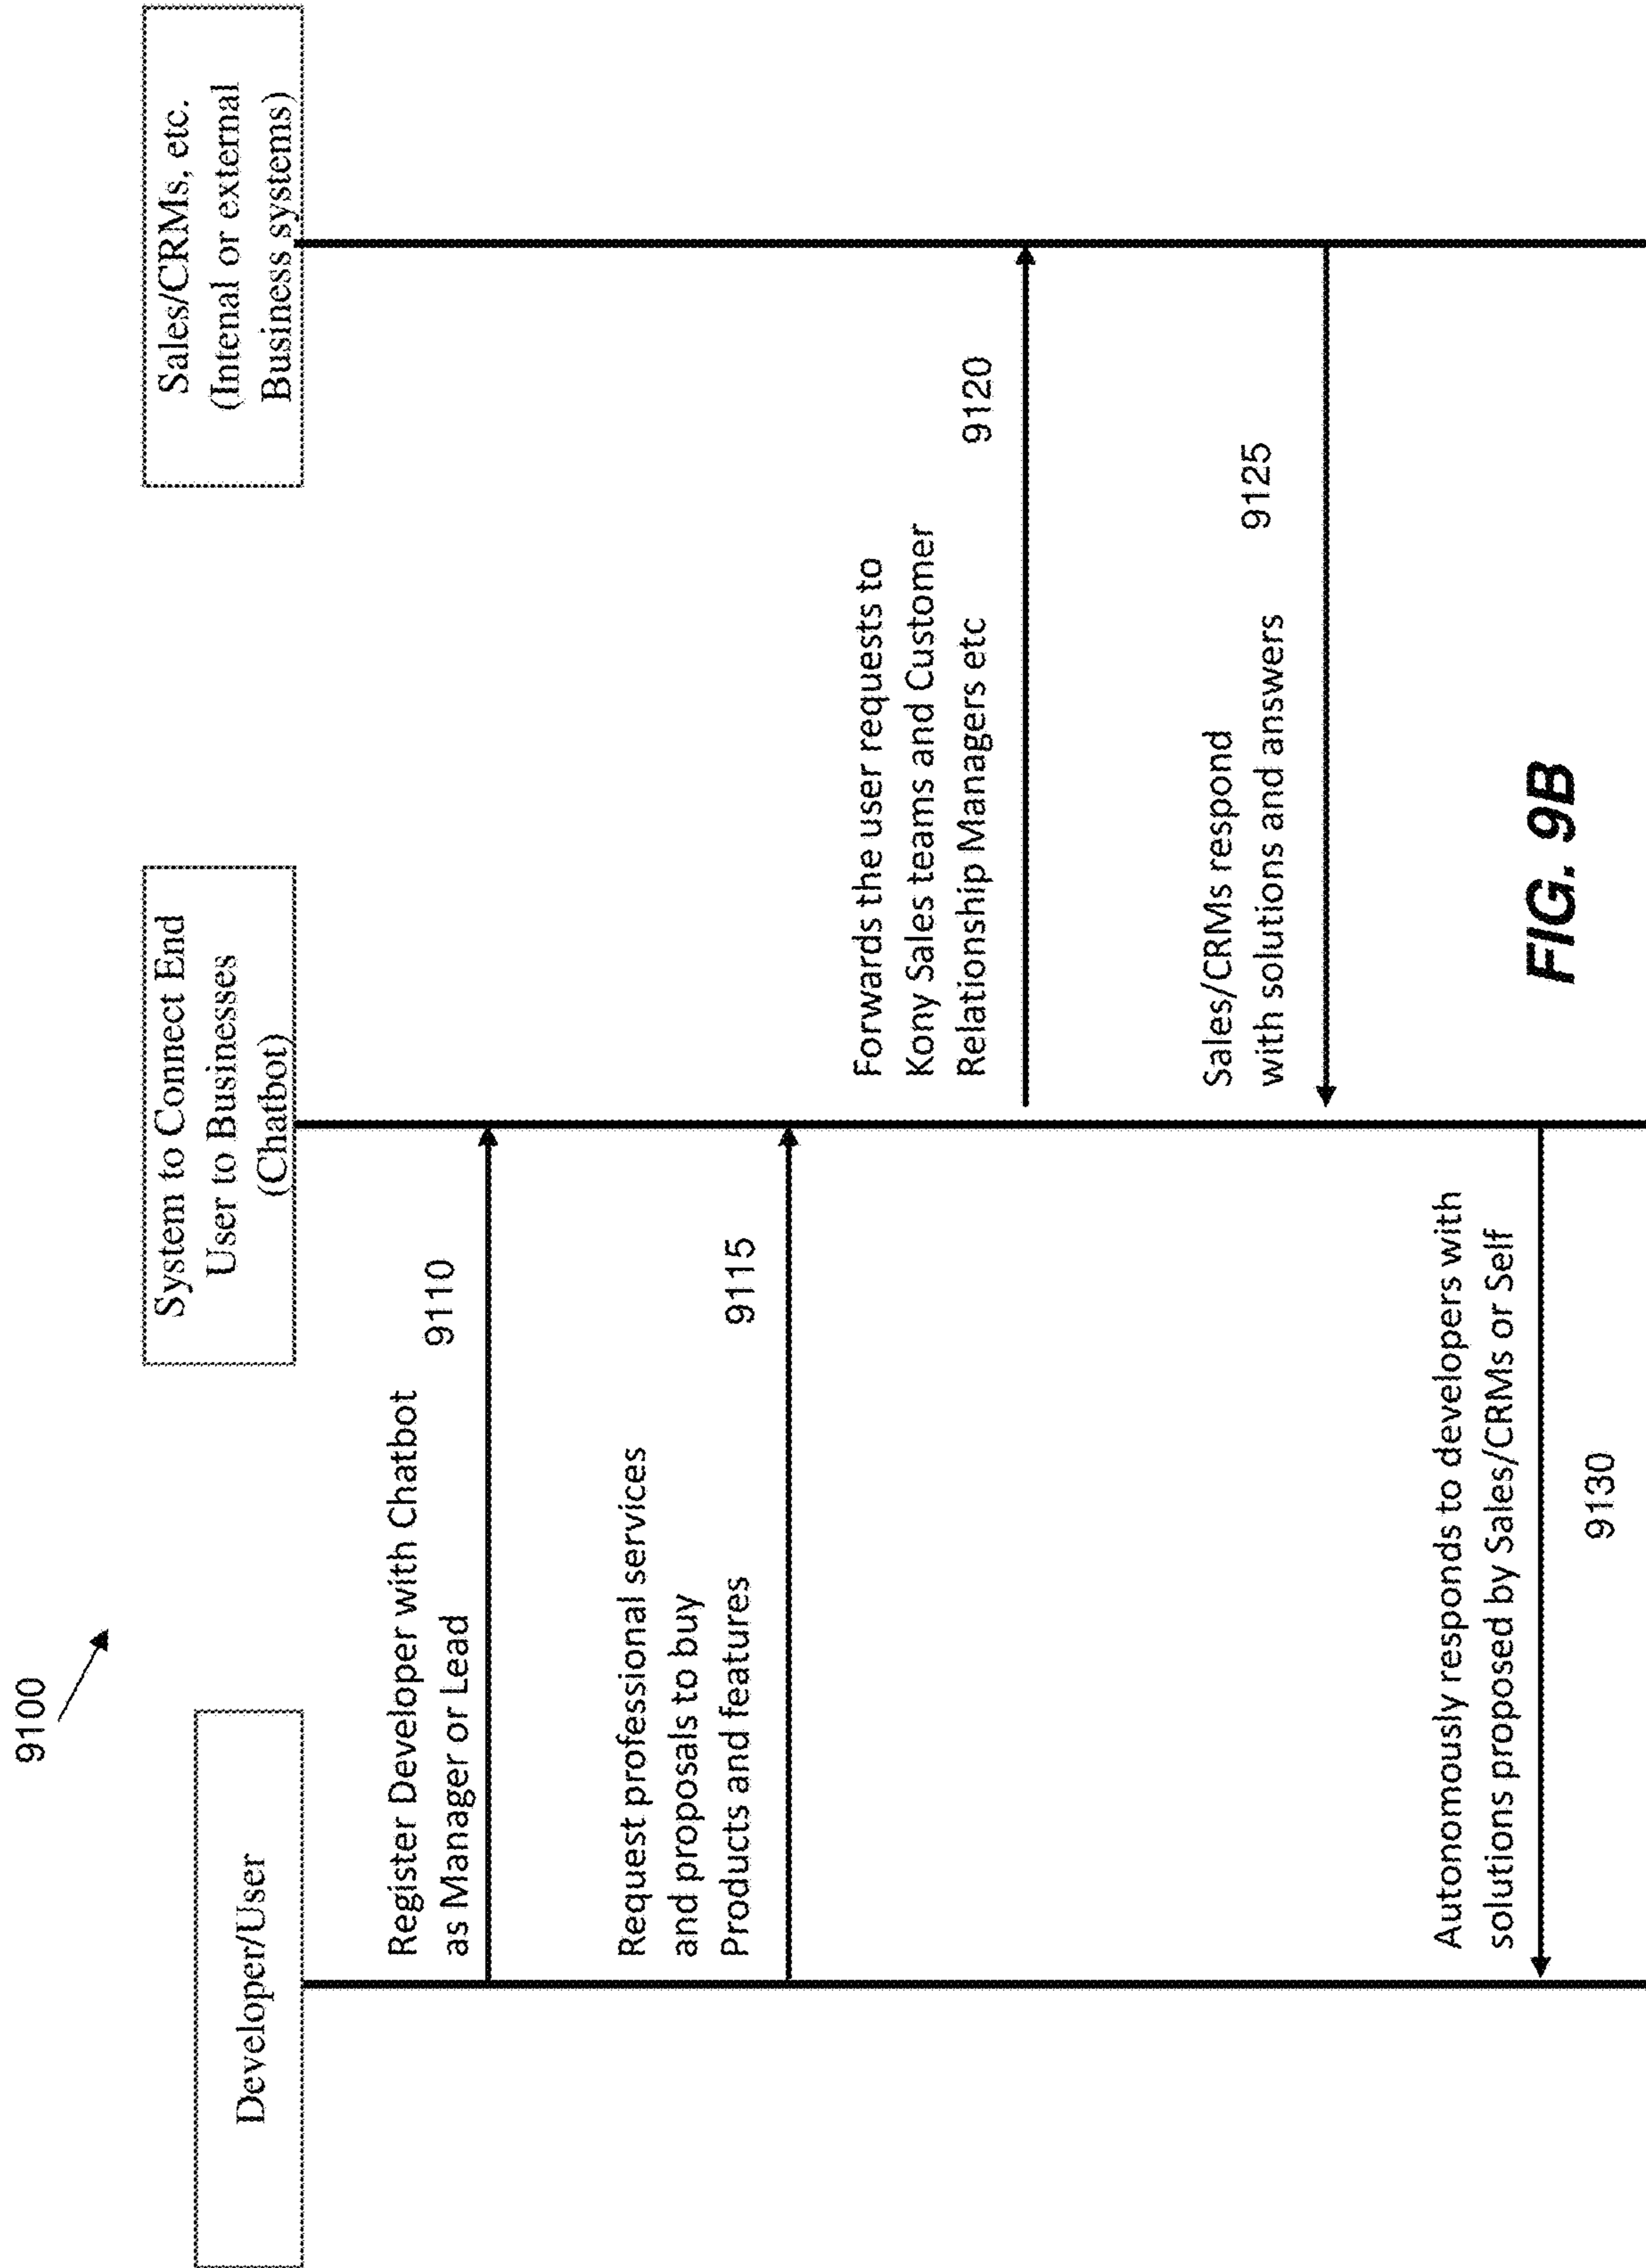 9100
Developer/User
System to Connect End
User to Businesses
(Chatbot)
Sales/CRMs, etc.
(Intenal or external
Business systems)
Register Developer with Chatbot
as Manager or Lead
9110
Request professional services
and proposals to buy
Products and features
9115
Forwards the user requests to
Kony Sales teams and Customer
Relationship Managers etc
9120
Sales/CRMs respond
with solutions and answers
9125
Autonomously responds to developers with
solutions proposed by Sales/CRMs or Self
9130
FIG. 9B